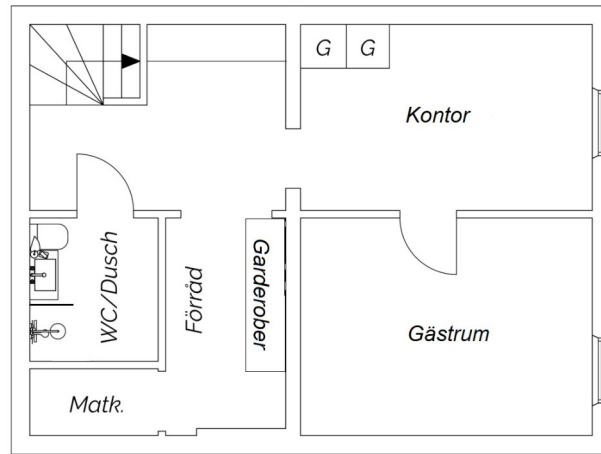 G G
Kontor
WC/Dusch
Förråd
Garderober
Gästrum
Matk.